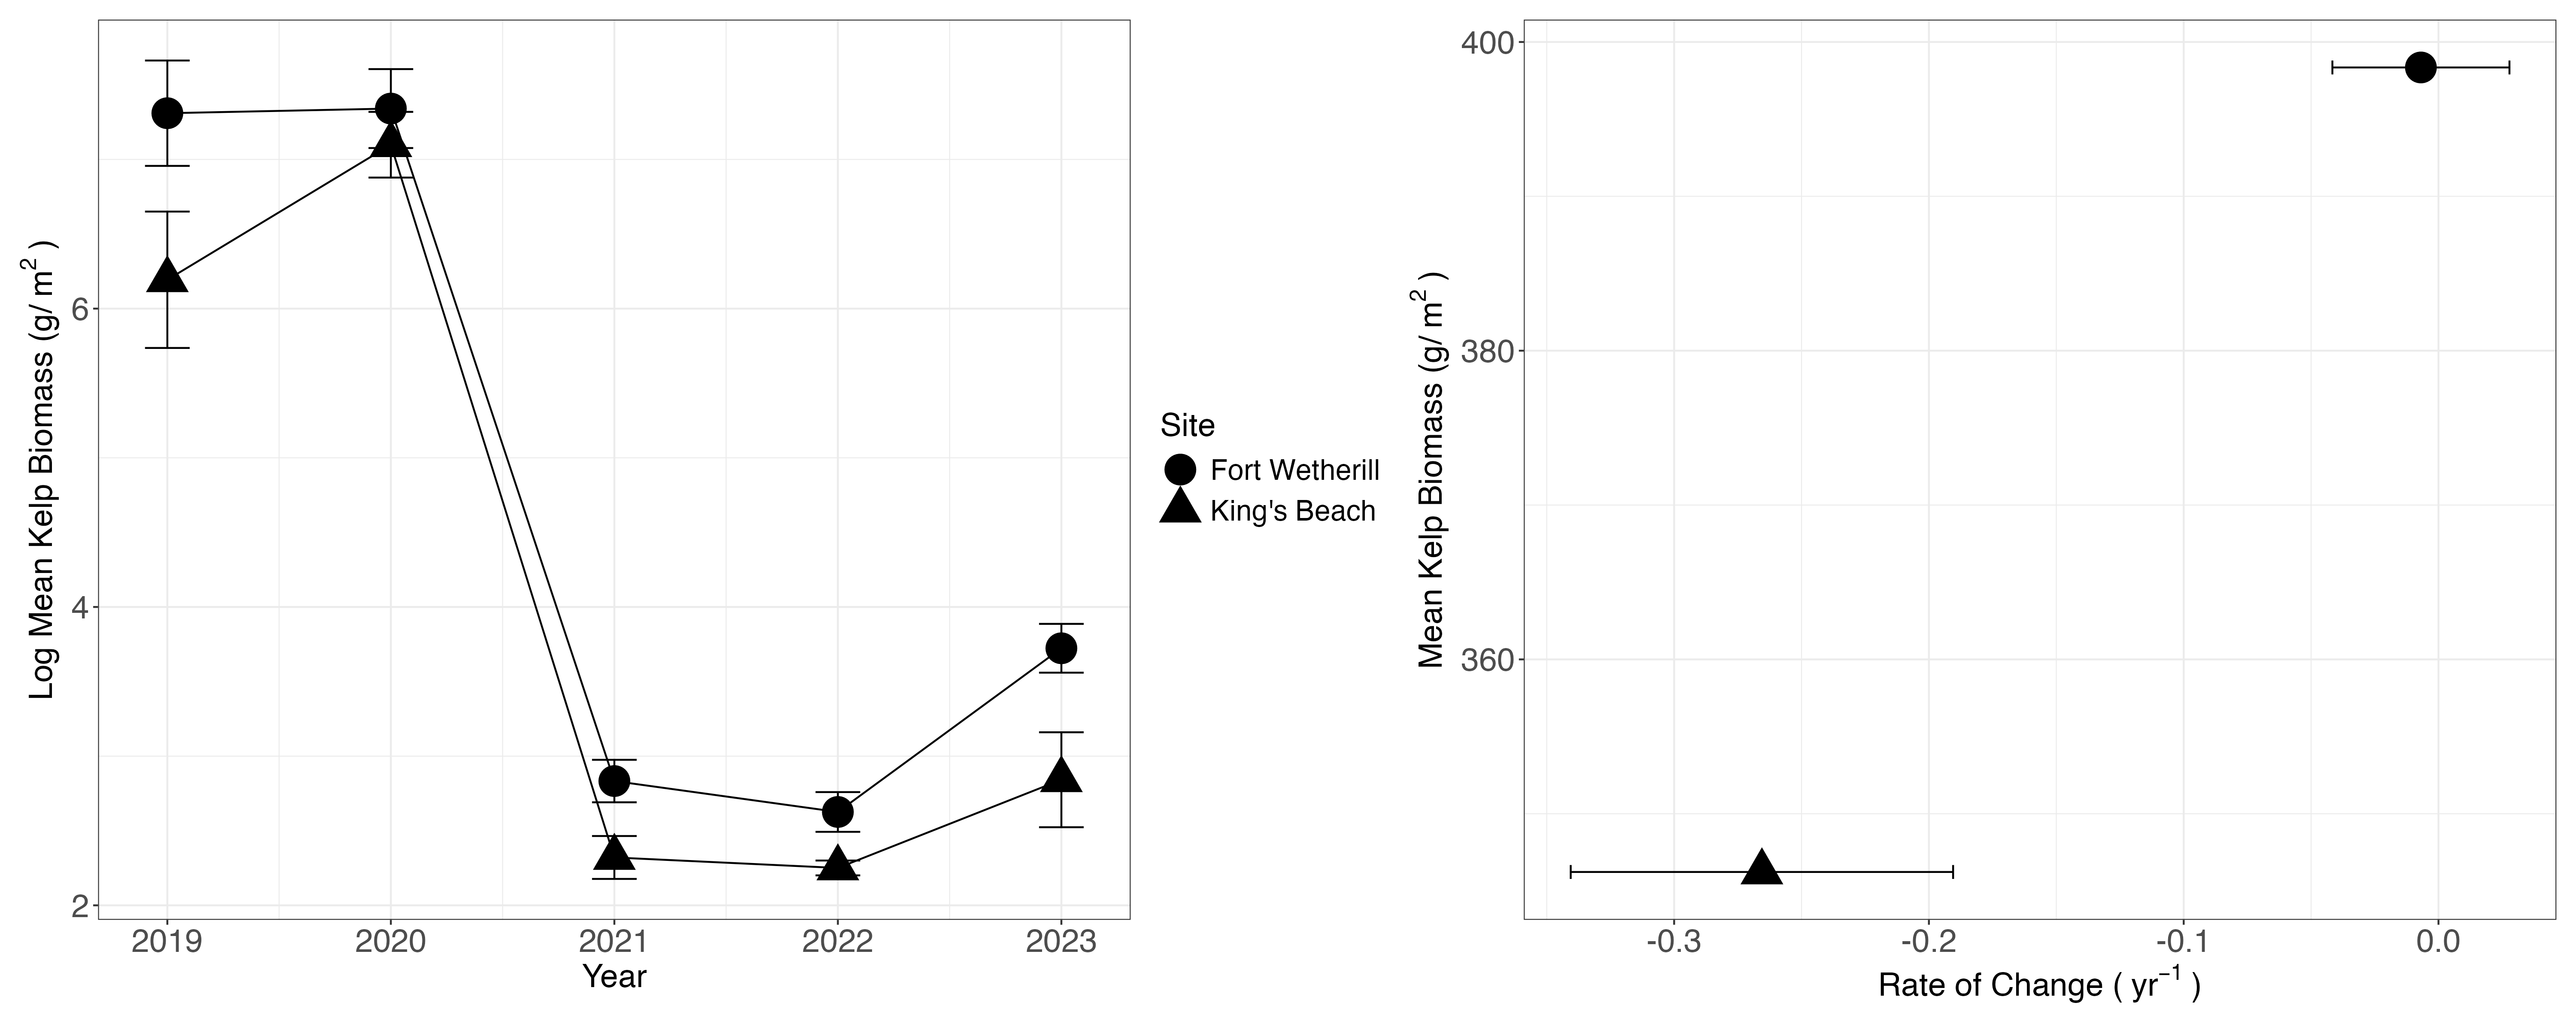 Log Mean Kelp Biomass (g/ m² )
6
4
2
2019 2020 2021 2022 2023
Year
Site
Fort Wetherill
King's Beach
Mean Kelp Biomass (g/ m² )
400
380
360
-0.3 -0.2 -0.1 0.0
Rate of Change ( yr⁻¹ )